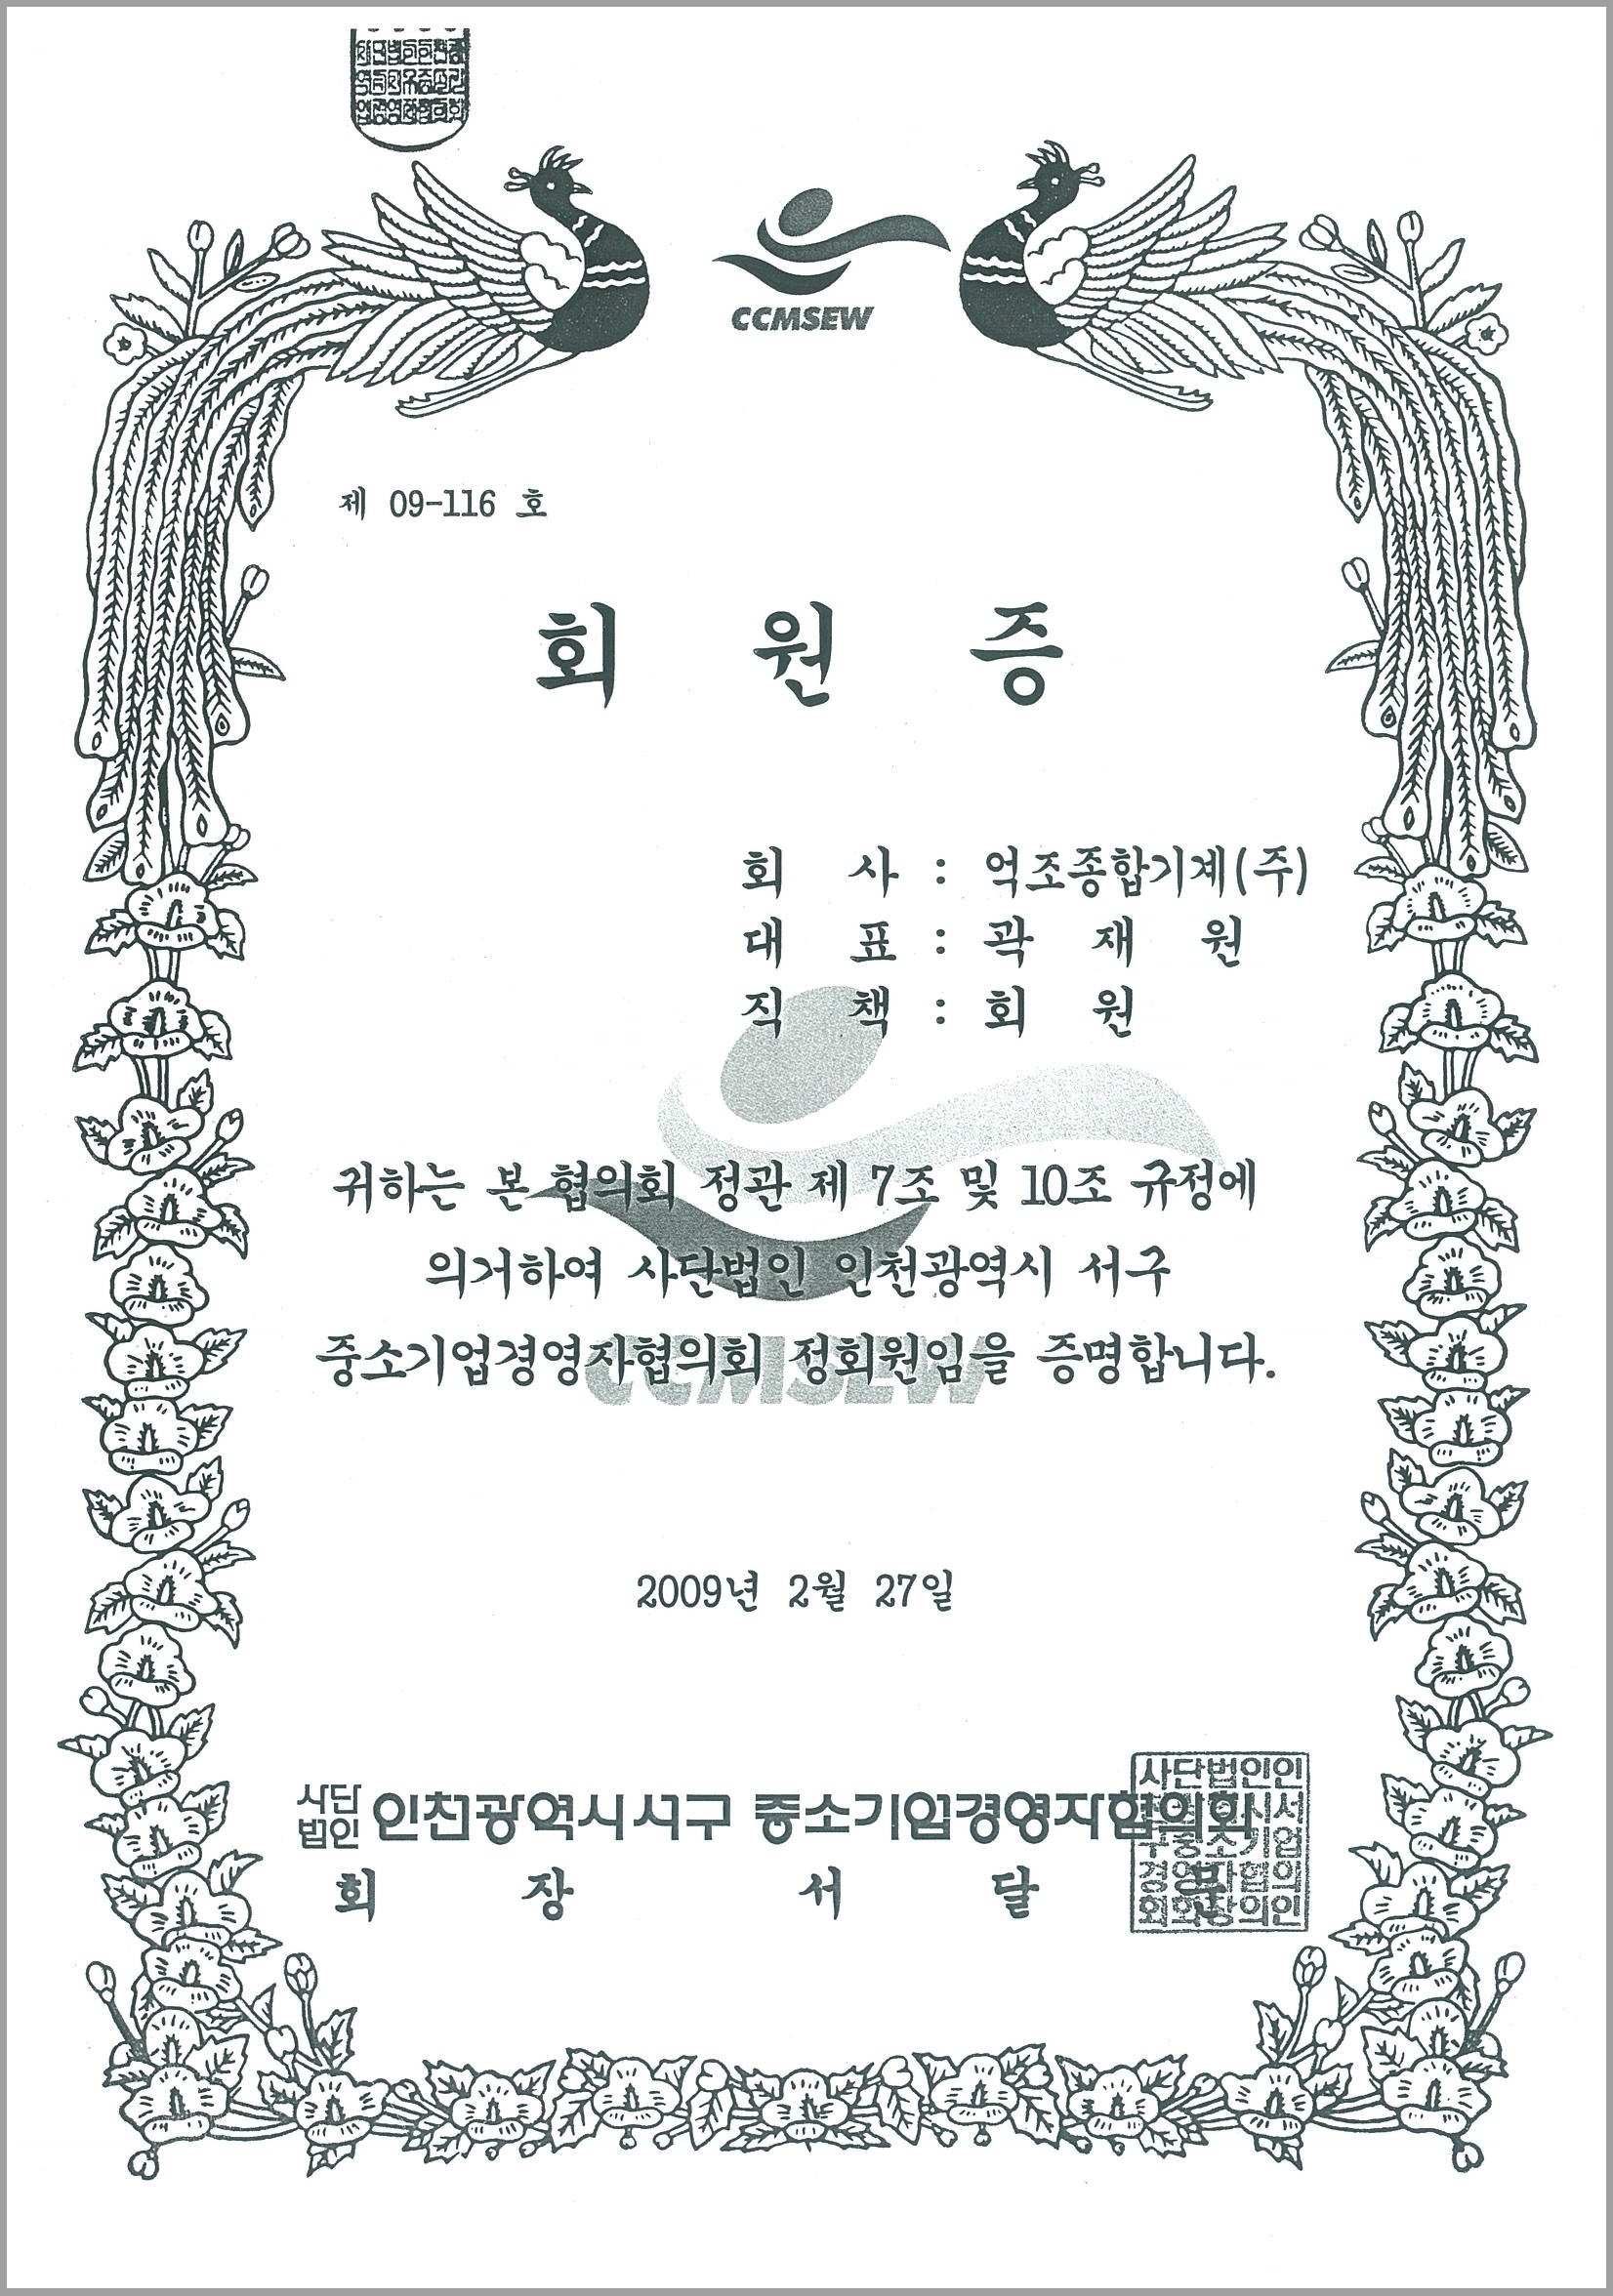 CCMSEW
제 09-116 호
회 원 증
회 사 : 억조종합기계(주)
대 표 : 곽 재 원
직 책 : 회 원
귀하는 본 협의회 정관 제 7조 및 10조 규정에
의거하여 사단법인 인천광역시 서구
중소기업경영자협의회 정회원임을 증명합니다.
CCMSEW
2009년 2월 27일
사단법인 인천광역시서구 중소기업경영자협의회
회 장 서 달 문
사단법인인
천광역시서
구중소기업
경영자협의
회회장의인